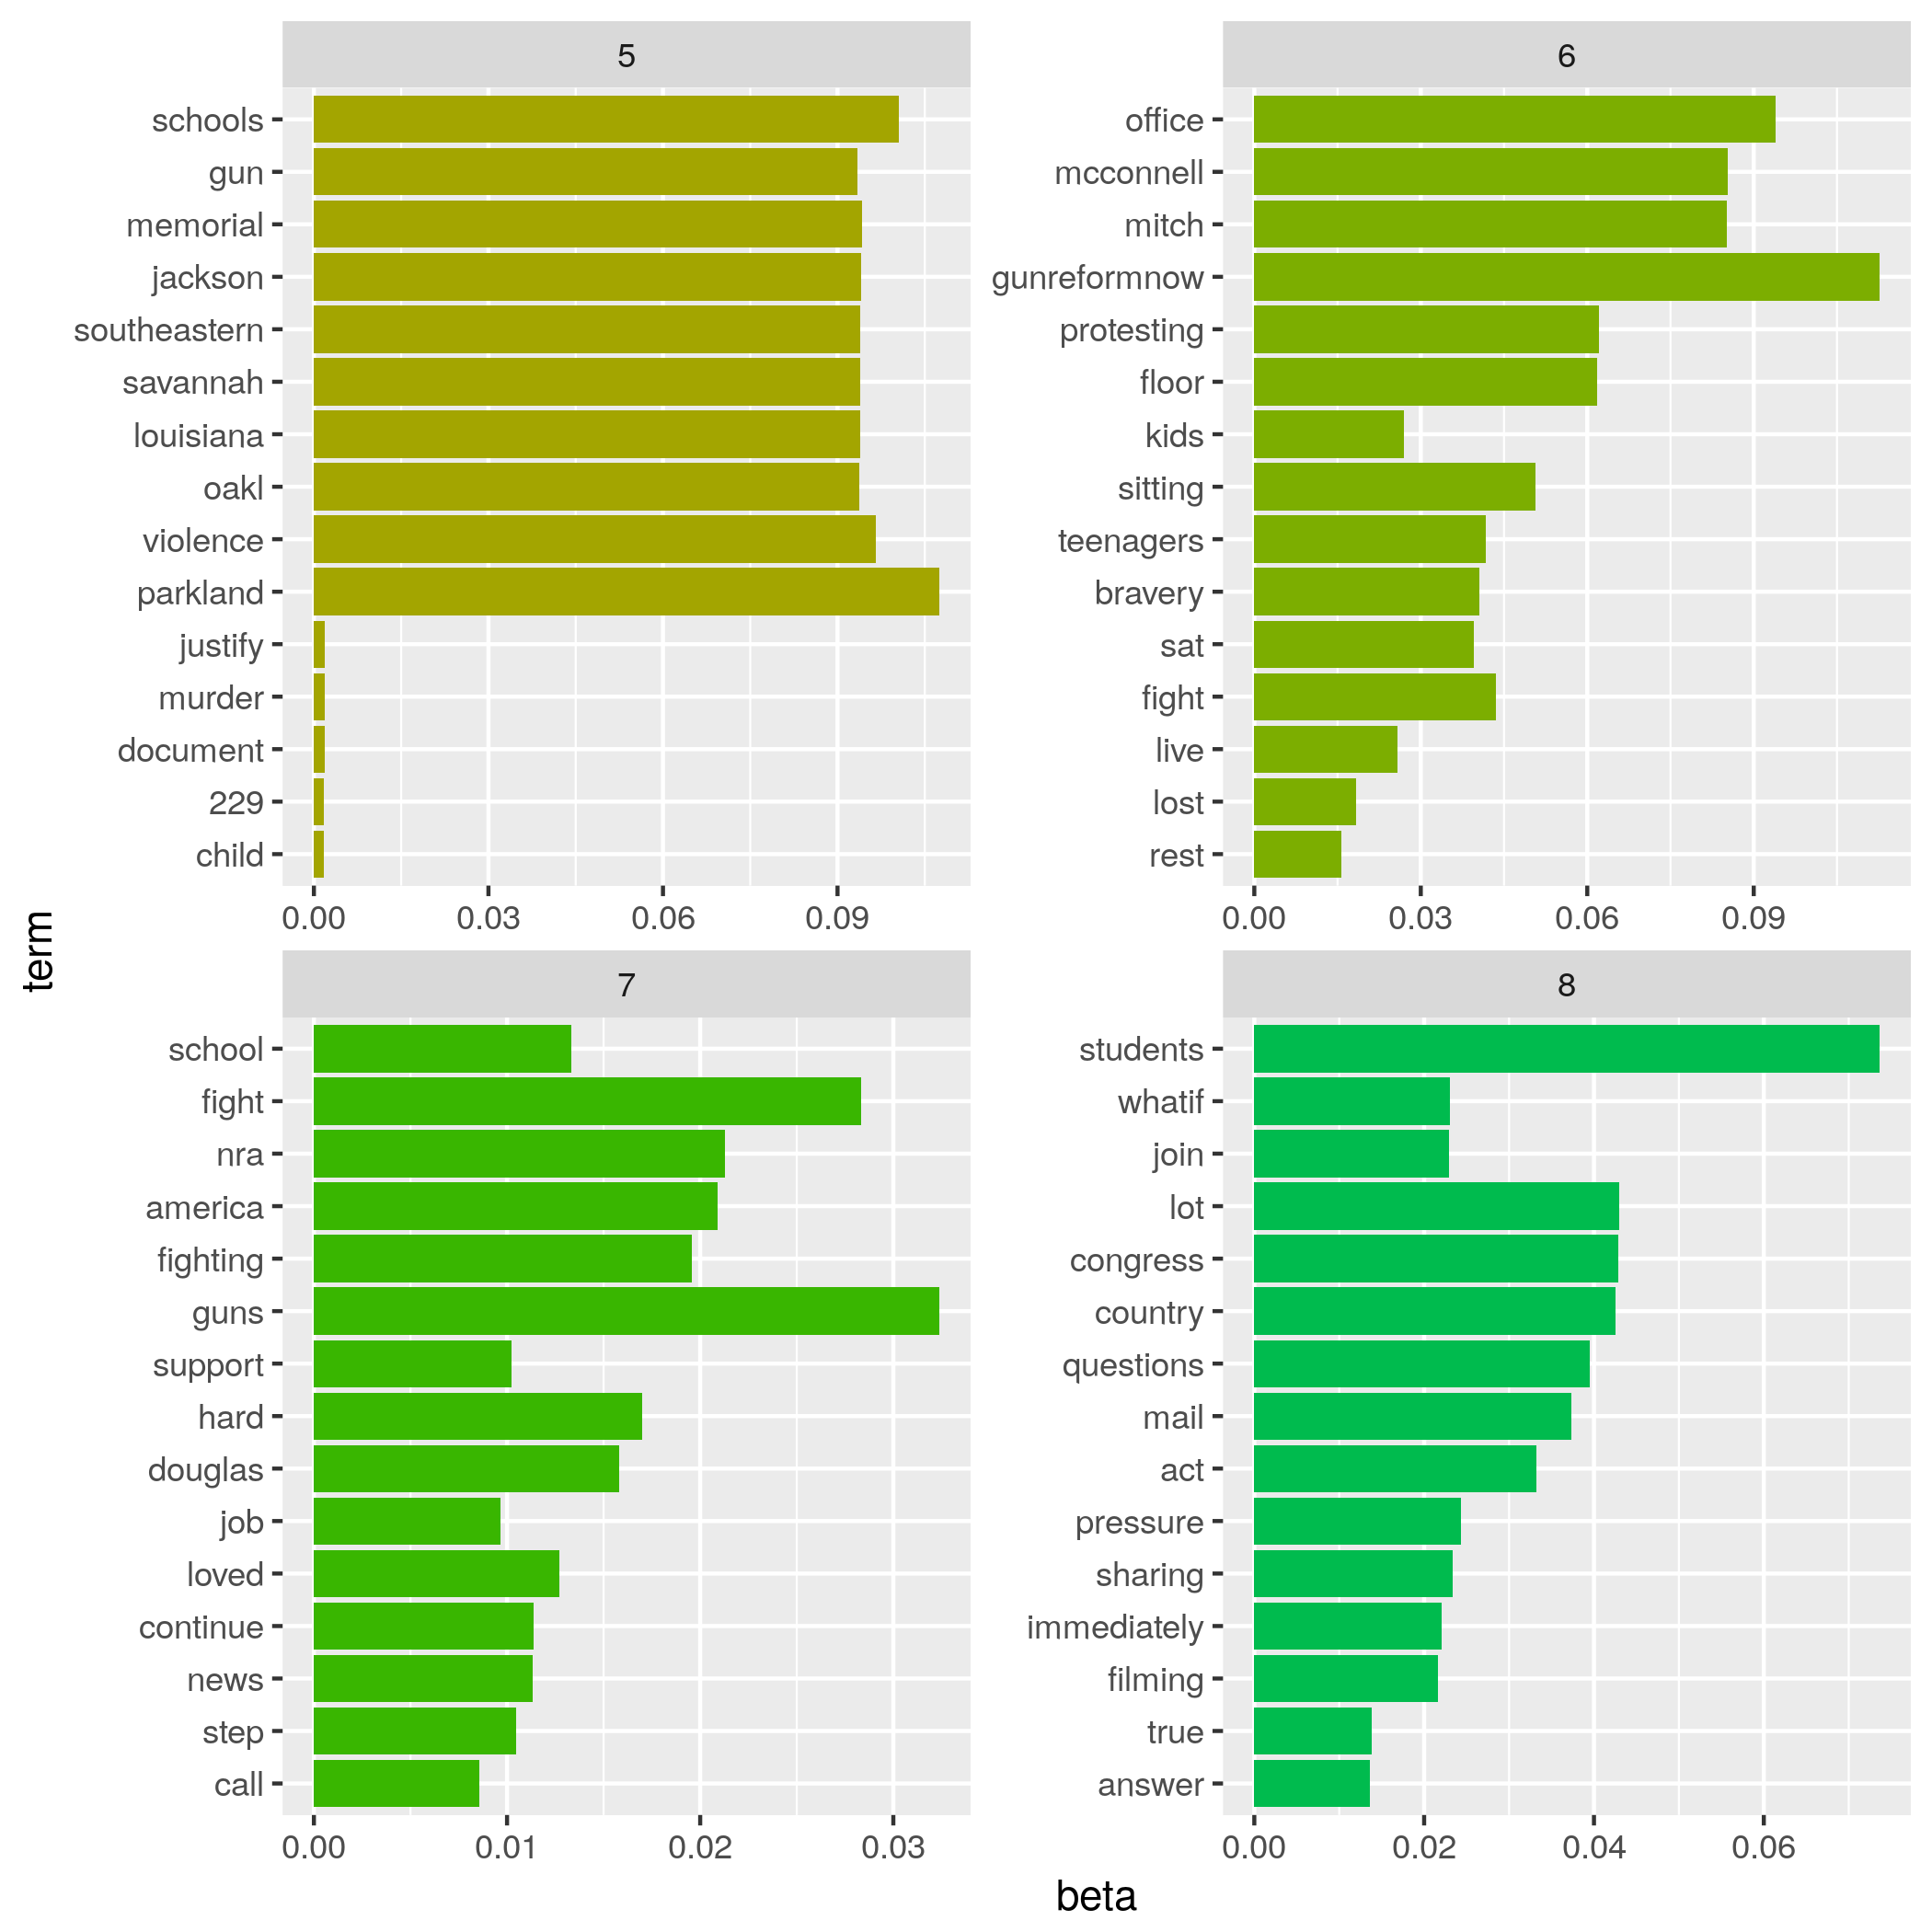 5
schools
gun
memorial
jackson
southeastern
savannah
louisiana
oakl
violence
parkland
justify
murder
document
229
child
0.00 0.03 0.06 0.09
6
office
mcconnell
mitch
gunreformnow
protesting
floor
kids
sitting
teenagers
bravery
sat
fight
live
lost
rest
0.00 0.03 0.06 0.09
term
7
school
fight
nra
america
fighting
guns
support
hard
douglas
job
loved
continue
news
step
call
0.00 0.01 0.02 0.03
8
students
whatif
join
lot
congress
country
questions
mail
act
pressure
sharing
immediately
filming
true
answer
0.00 0.02 0.04 0.06
beta